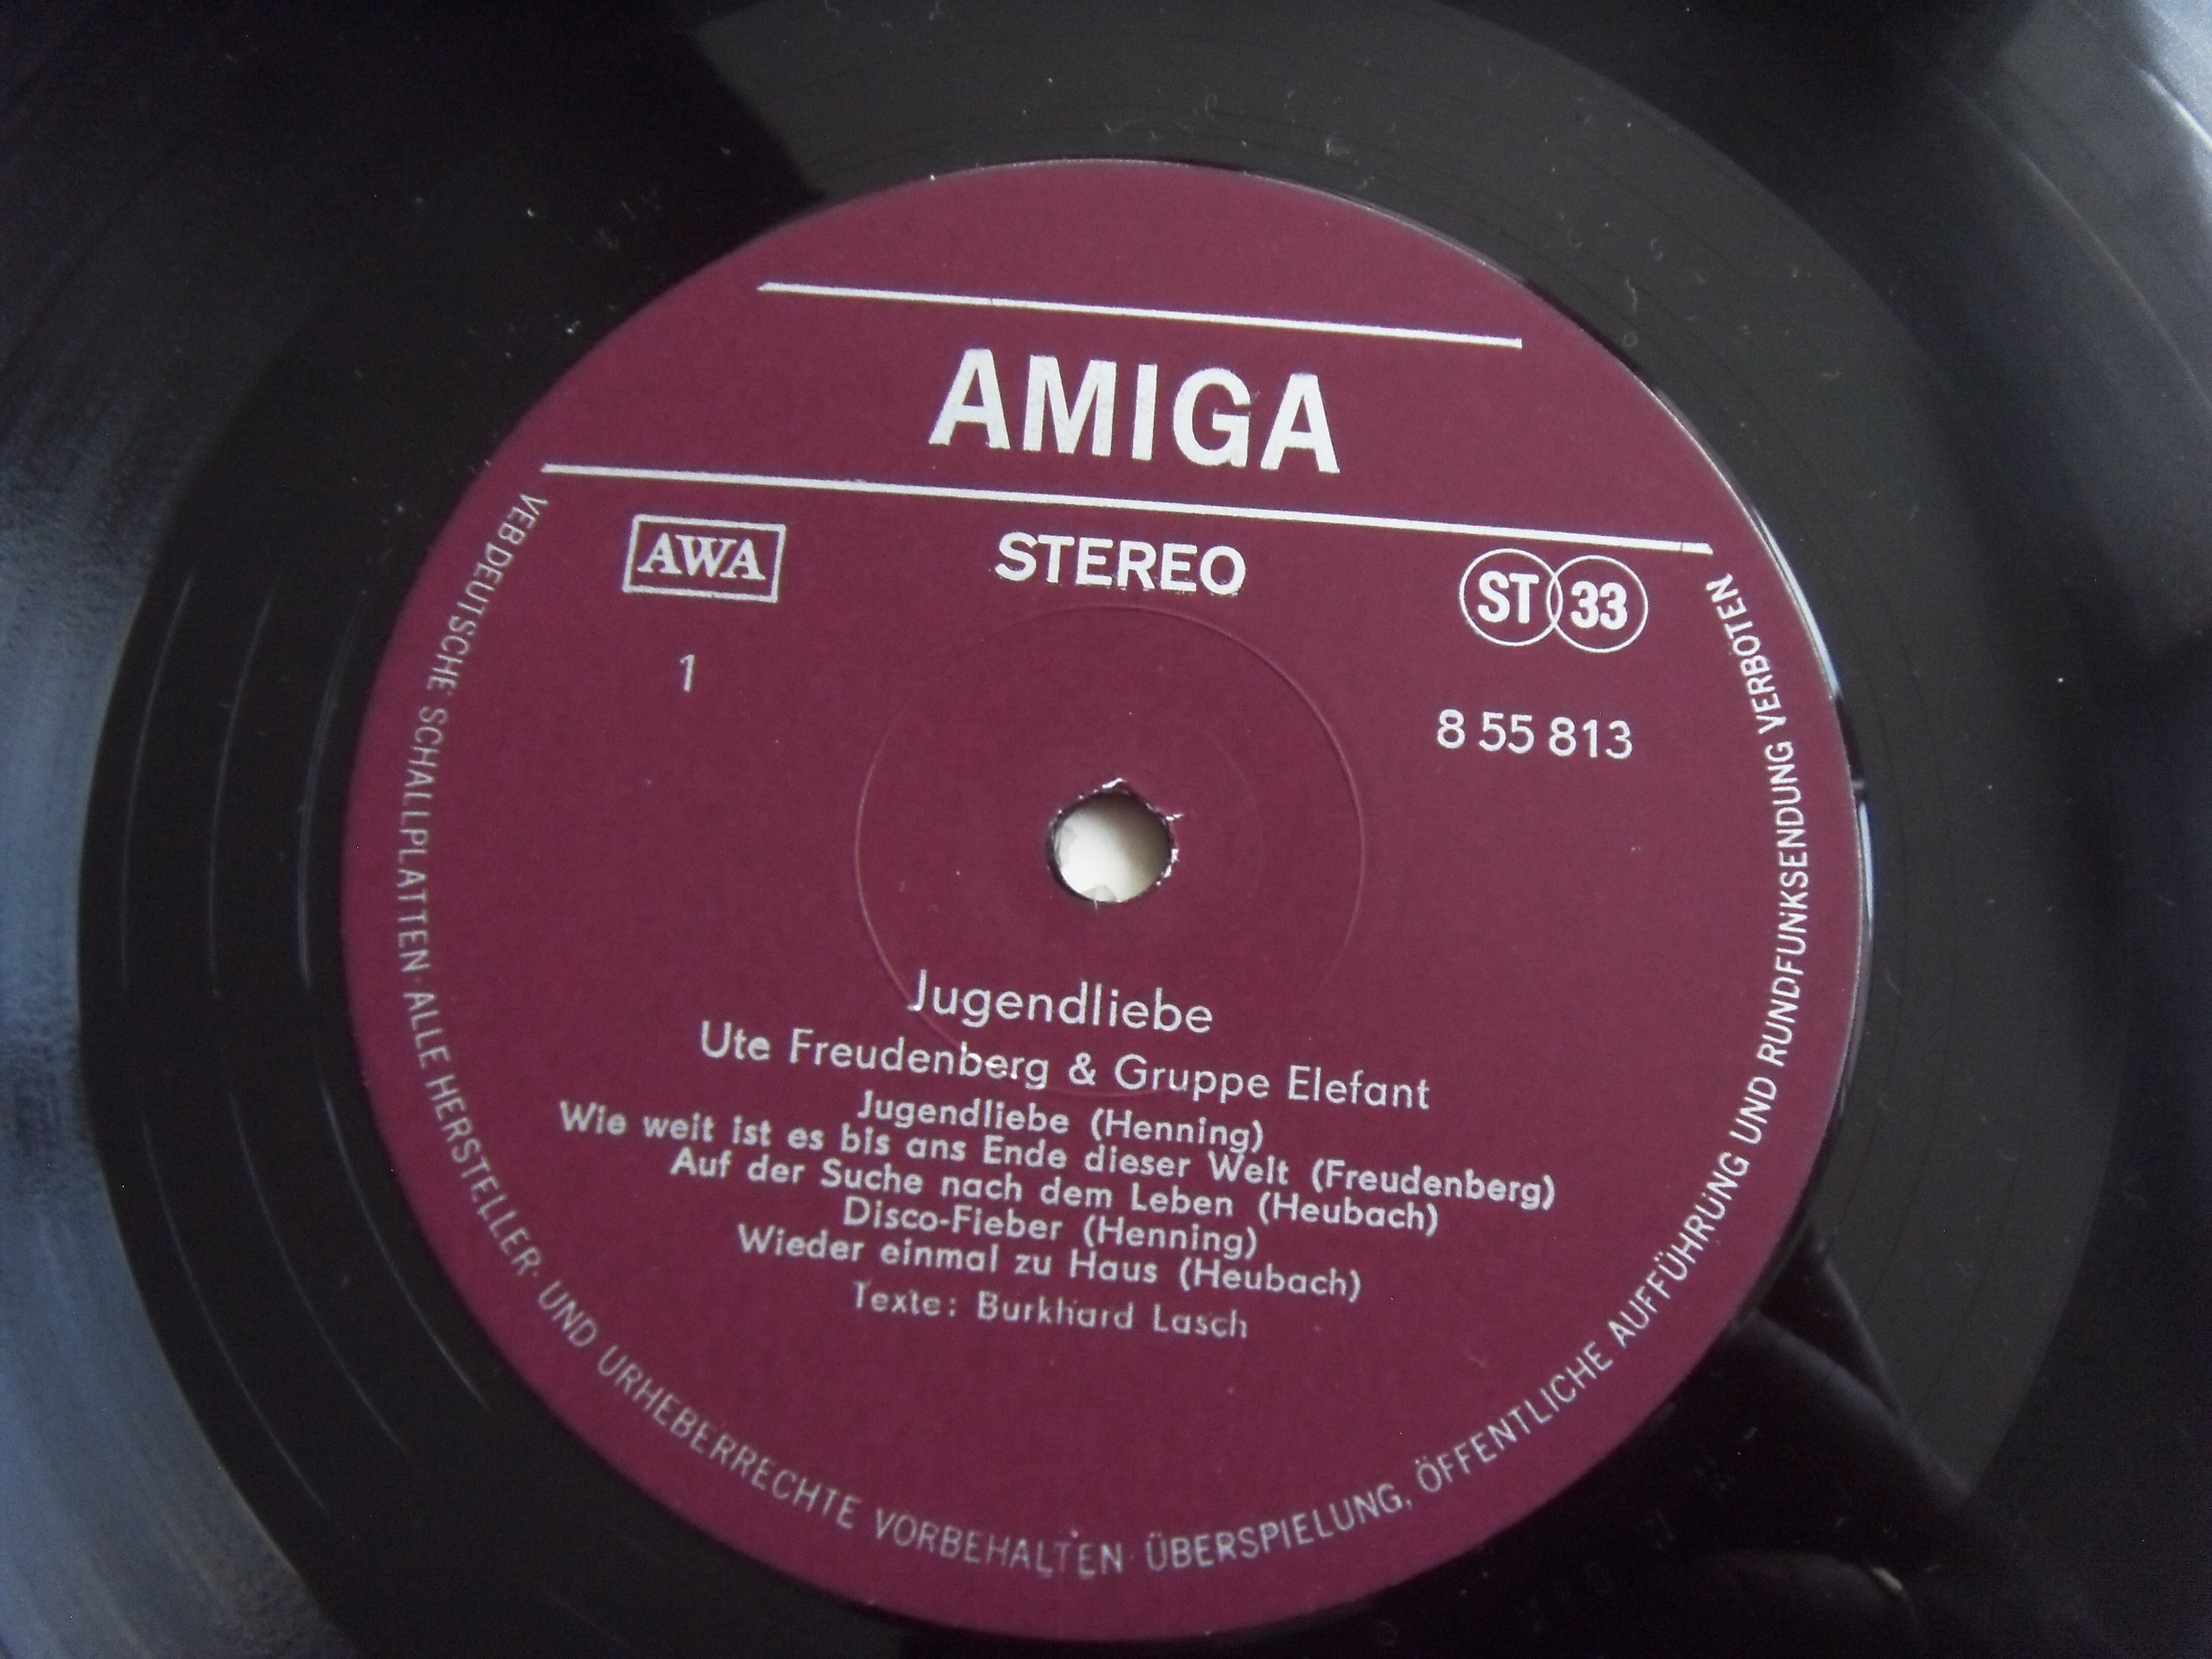 AMIGA
AWA
STEREO
ST 33
1
8 55 813
Jugendliebe
Ute Freudenberg & Gruppe Elefant
Jugendliebe (Henning)
Wie weit ist es bis ans Ende dieser Welt (Freudenberg)
Auf der Suche nach dem Leben (Heubach)
Disco-Fieber (Henning)
Wieder einmal zu Haus (Heubach)
Texte: Burkhard Lasch
VEB DEUTSCHE SCHALLPLATTEN · ALLE HERSTELLER- UND URHEBERRECHTE VORBEHALTEN · ÜBERSPIELUNG, ÖFFENTLICHE AUFFÜHRUNG UND RUNDFUNKSENDUNG VERBOTEN